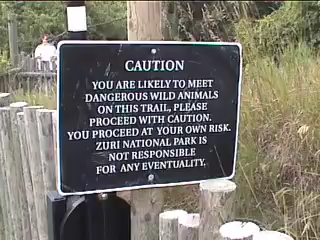 CAUTION
YOU ARE LIKELY TO MEET
DANGEROUS WILD ANIMALS
ON THIS TRAIL, PLEASE
PROCEED WITH CAUTION.
YOU PROCEED AT YOUR OWN RISK.
ZURI NATIONAL PARK IS
NOT RESPONSIBLE
FOR ANY EVENTUALITY.